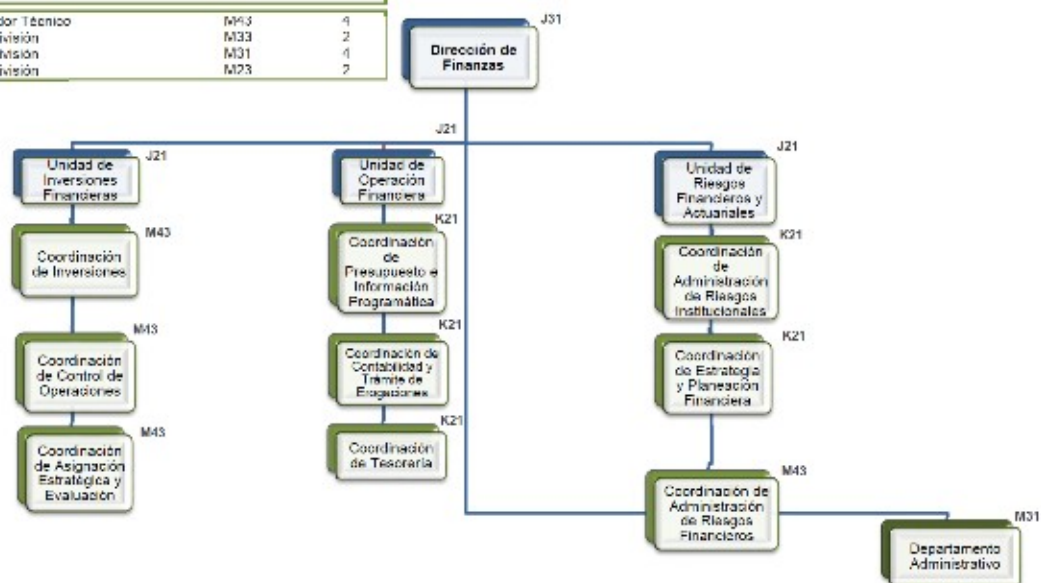 Técnico M43 4
M33 2
M31 4
M23 2
J31
Dirección de
Finanzas
J21
J21
Unidad de
Inversiones
Financieras
Unidad de
Operación
Financiera
J21
Unidad de
Riesgos
Financieros y
Actuariales
M43
Coordinación
de Inversiones
K21
Coordinación
de
Presupuesto e
Información
Programática
K21
Coordinación
de
Administración
de Riesgos
Institucionales
M43
Coordinación
de Control de
Operaciones
K21
Coordinación de
Contabilidad y
Trámite de
Erogaciones
K21
Coordinación
de Estrategia
y Planeación
Financiera
M43
Coordinación
de Asignación
Estratégica y
Evaluación
K21
Coordinación
de Tesorería
M43
Coordinación de
Administración
de Riesgos
Financieros
M31
Departamento
Administrativo